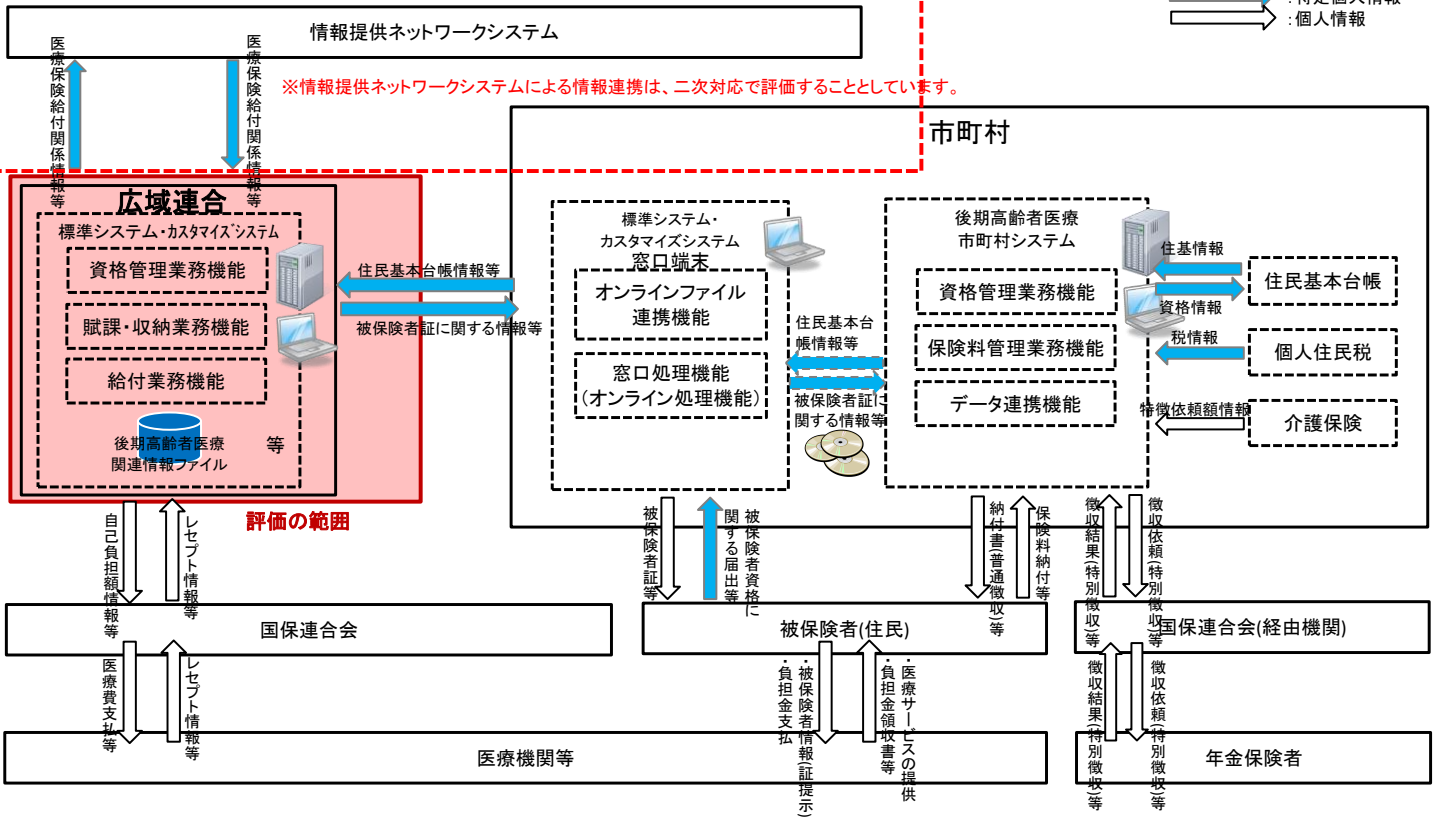 :特定個人情報
:個人情報
情報提供ネットワークシステム
医療保険給付関係情報等
医療保険給付関係情報等
※情報提供ネットワークシステムによる情報連携は、二次対応で評価することとしています。
市町村
広域連合
標準システム・カスタマイズシステム
資格管理業務機能
賦課・収納業務機能
給付業務機能
後期高齢者医療
関連情報ファイル
等
評価の範囲
住民基本台帳情報等
被保険者証に関する情報等
標準システム・
カスタマイズシステム
窓口端末
オンラインファイル
連携機能
窓口処理機能
(オンライン処理機能)
住民基本台
帳情報等
被保険者証に
関する情報等
後期高齢者医療
市町村システム
資格管理業務機能
保険料管理業務機能
データ連携機能
住基情報
資格情報
税情報
特徴依頼額情報
住民基本台帳
個人住民税
介護保険
自己負担額情報等
レセプト情報等
被保険者証等
被保険者資格に
関する届出等
納付書(普通徴収)等
保険料納付等
徴収結果(特別徴収)等
徴収依頼(特別徴収)等
国保連合会
被保険者(住民)
国保連合会(経由機関)
医療費支払等
レセプト情報等
・被保険者情報(証提示)
・負担金支払
・医療サービスの提供
・負担金領収書等
徴収結果(特別徴収)等
徴収依頼(特別徴収)等
医療機関等
年金保険者